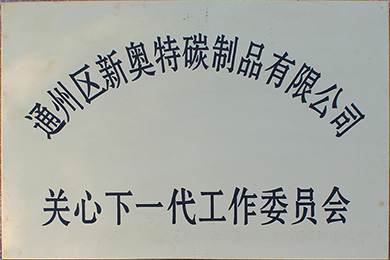 通州区新奥特碳制品有限公司
关心下一代工作委员会